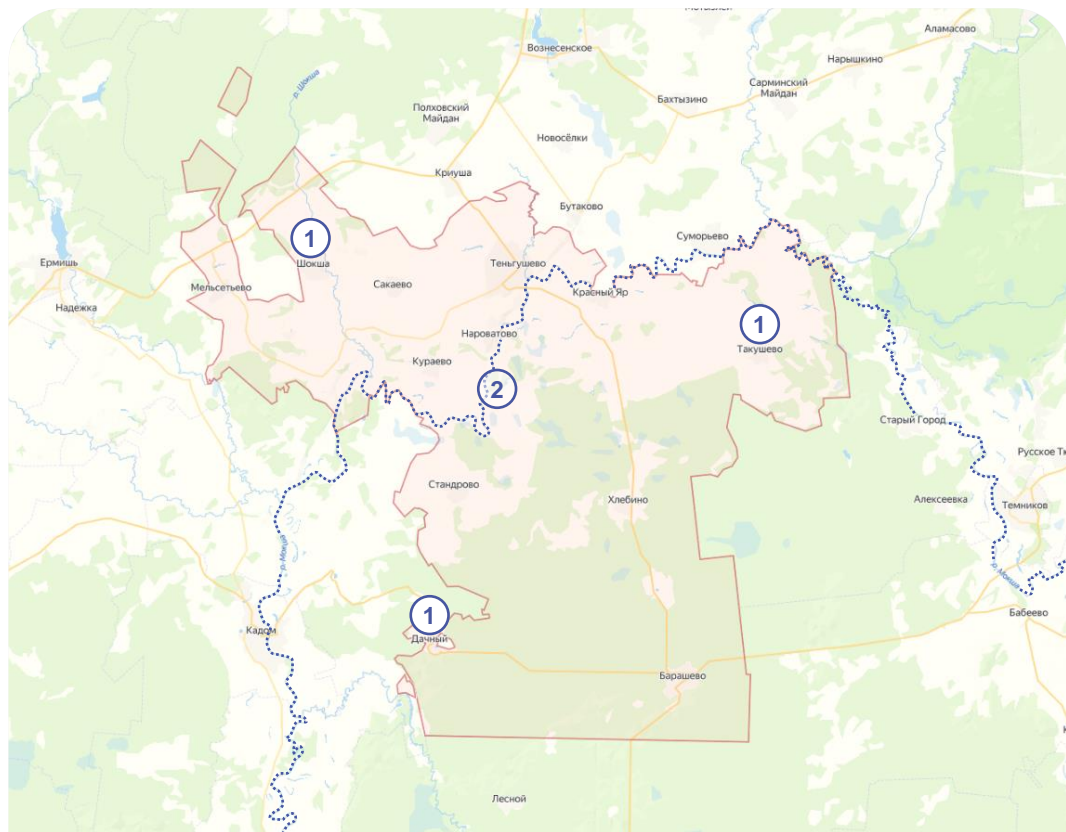 Мотызлей
Аламасово
Вознесенское
Нарышкино
Сарминский
Майдан
р. Шокша
Бахтызино
Полховский
Майдан
Новосёлки
Криуша
Бутаково
Суморьево
1
Ермишь
Шокша
Теньгушево
Мельсетьево
Сакаево
Красный Яр
Надежка
1
Нароватово
Такушево
Кураево
2
Старый Город
Русское Тю
Стандрово
Хлебино
Алексеевка
Темников
р. Мокша
р. Мокша
1
Бабеево
Кадом
Дачный
Барашево
Лесной